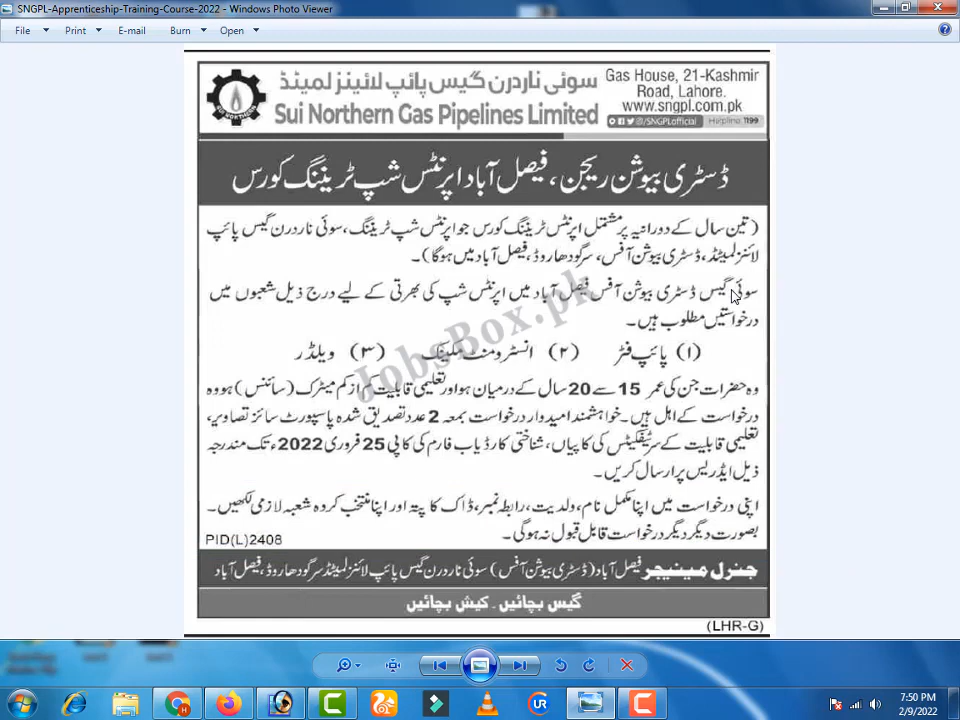 SNGPL-Apprenticeship-Training-Course-2022 - Windows Photo Viewer
File Print E-mail Burn Open
سوئی ناردرن گیس پائپ لائینز لمیٹڈ
Sui Northern Gas Pipelines Limited
Gas House, 21-Kashmir
Road, Lahore.
www.sngpl.com.pk
@/SNGPLofficial Helpline 1199
SUI NORTHERN
ڈسٹری بیوشن ریجن، فیصل آباد اپرنٹس شپ ٹریننگ کورس
(تین سال کے دورانیہ پر مشتمل اپرنٹس ٹریننگ کورس جو اپرنٹس شپ ٹریننگ، سوئی ناردرن گیس پائپ
لائنز لمیٹڈ، ڈسٹری بیوشن آفس، سرگودھا روڈ، فیصل آباد میں ہوگا)۔
سوئی گیس ڈسٹری بیوشن آفس فیصل آباد میں اپرنٹس شپ کی بھرتی کے لیے درج ذیل شعبوں میں
درخواستیں مطلوب ہیں۔
(۱) پائپ فٹر (۲) انسٹرومنٹ مکینک (۳) ویلڈر
JobsBox.pk
وہ حضرات جن کی عمر 15 سے 20 سال کے درمیان ہو اور تعلیمی قابلیت کم از کم میٹرک (سائنس) ہو وہ
درخواست کے اہل ہیں۔ خواہشمند امیدوار درخواست بمعہ 2 عدد تصدیق شدہ پاسپورٹ سائز تصاویر،
تعلیمی قابلیت کے سرٹیفکیٹس کی کاپیاں، شناختی کارڈ یا ب فارم کی کاپی 25 فروری 2022ء تک مندرجہ
ذیل ایڈریس پر ارسال کریں۔
اپنی درخواست میں اپنا مکمل نام، ولدیت، رابطہ نمبر، ڈاک کا پتہ اور اپنا منتخب کردہ شعبہ لازمی لکھیں۔
بصورت دیگر دیگر درخواست قابل قبول نہ ہوگی۔
PID(L)2408
جنرل مینیجر فیصل آباد (ڈسٹری بیوشن آفس) سوئی ناردرن گیس پائپ لائنز لمیٹڈ سرگودھا روڈ، فیصل آباد
گیس بچائیں۔ کیش بچائیں
(LHR-G)
UR
7:50 PM
2/9/2022